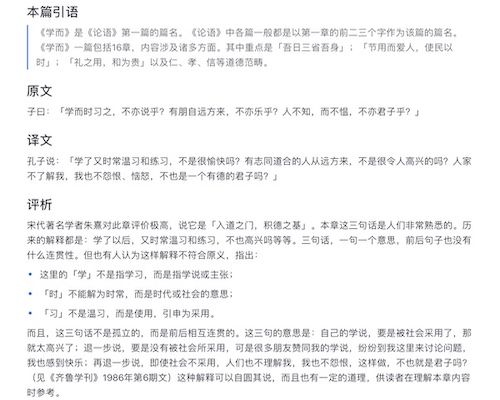 本篇引语
《学而》是《论语》第一篇的篇名。《论语》中各篇一般都是以第一章的前二三个字作为该篇的篇名。
《学而》一篇包括16章，内容涉及诸多方面。其中重点是「吾日三省吾身」；「节用而爱人，使民以
时」；「礼之用，和为贵」以及仁、孝、信等道德范畴。
原文
子曰：「学而时习之，不亦说乎？有朋自远方来，不亦乐乎？人不知，而不愠，不亦君子乎？」
译文
孔子说：「学了又时常温习和练习，不是很愉快吗？有志同道合的人从远方来，不是很令人高兴的吗？人家
不了解我，我也不怨恨、恼怒，不也是一个有德的君子吗？」
评析
宋代著名学者朱熹对此章评价极高，说它是「入道之门，积德之基」。本章这三句话是人们非常熟悉的。历
来的解释都是：学了以后，又时常温习和练习，不也高兴吗等等。三句话，一句一个意思，前后句子也没有
什么连贯性。但也有人认为这样解释不符合原义，指出：
• 这里的「学」不是指学习，而是指学说或主张；
• 「时」不能解为时常，而是时代或社会的意思；
• 「习」不是温习，而是使用，引申为采用。
而且，这三句话不是孤立的，而是前后相互连贯的。这三句的意思是：自己的学说，要是被社会采用了，那
就太高兴了；退一步说，要是没有被社会所采用，可是很多朋友赞同我的学说，纷纷到我这里来讨论问题，
我也感到快乐；再退一步说，即使社会不采用，人们也不理解我，我也不怨恨，这样做，不也就是君子吗？
（见《齐鲁学刊》1986年第6期文）这种解释可以自圆其说，而且也有一定的道理，供读者在理解本章内容
时参考。